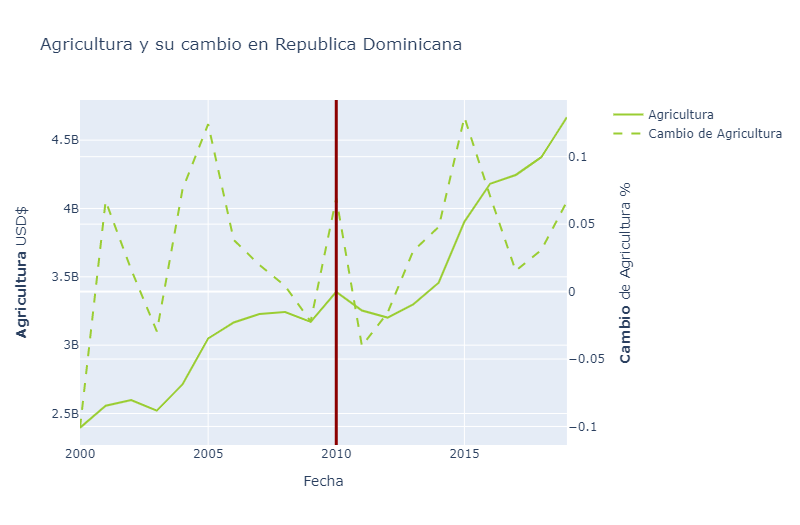 Agricultura y su cambio en Republica Dominicana
Agricultura
Cambio de Agricultura
4.5B
4B
3.5B
3B
2.5B
Agricultura USD$
0.1
0.05
0
−0.05
−0.1
Cambio de Agricultura %
2000
2005
2010
2015
Fecha